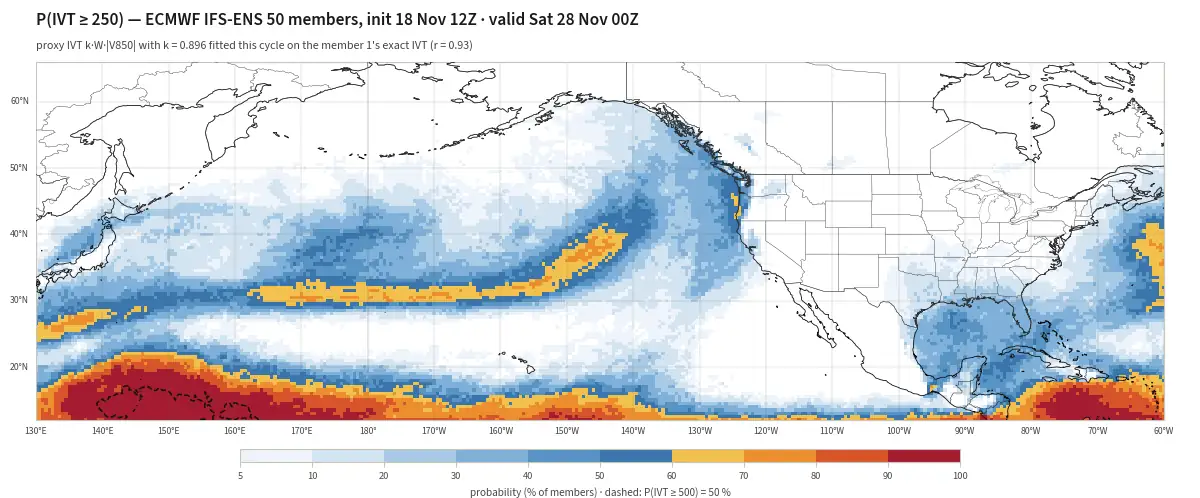 P(IVT ≥ 250) — ECMWF IFS-ENS 50 members, init 18 Nov 12Z · valid Sat 28 Nov 00Z
proxy IVT k·W·|V850| with k = 0.896 fitted this cycle on the member 1's exact IVT (r = 0.93)
60°N
50°N
40°N
30°N
20°N
130°E 140°E 150°E 160°E 170°E 180° 170°W 160°W 150°W 140°W 130°W 120°W 110°W 100°W 90°W 80°W 70°W 60°W
5 10 20 30 40 50 60 70 80 90 100
probability (% of members) · dashed: P(IVT ≥ 500) = 50 %